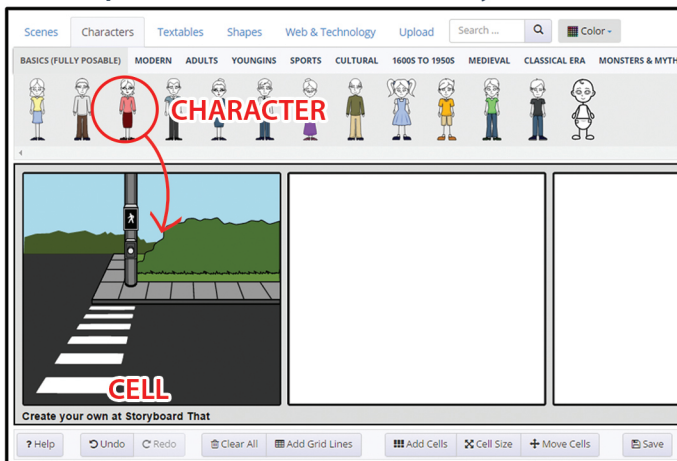 Scenes Characters Textables Shapes Web & Technology Upload Search ... Color
BASICS (FULLY POSABLE) MODERN ADULTS YOUNGINS SPORTS CULTURAL 1600S TO 1950S MEDIEVAL CLASSICAL ERA MONSTERS & MYTH
CHARACTER
CELL
Create your own at Storyboard That
? Help Undo Redo Clear All Add Grid Lines Add Cells Cell Size Move Cells Save